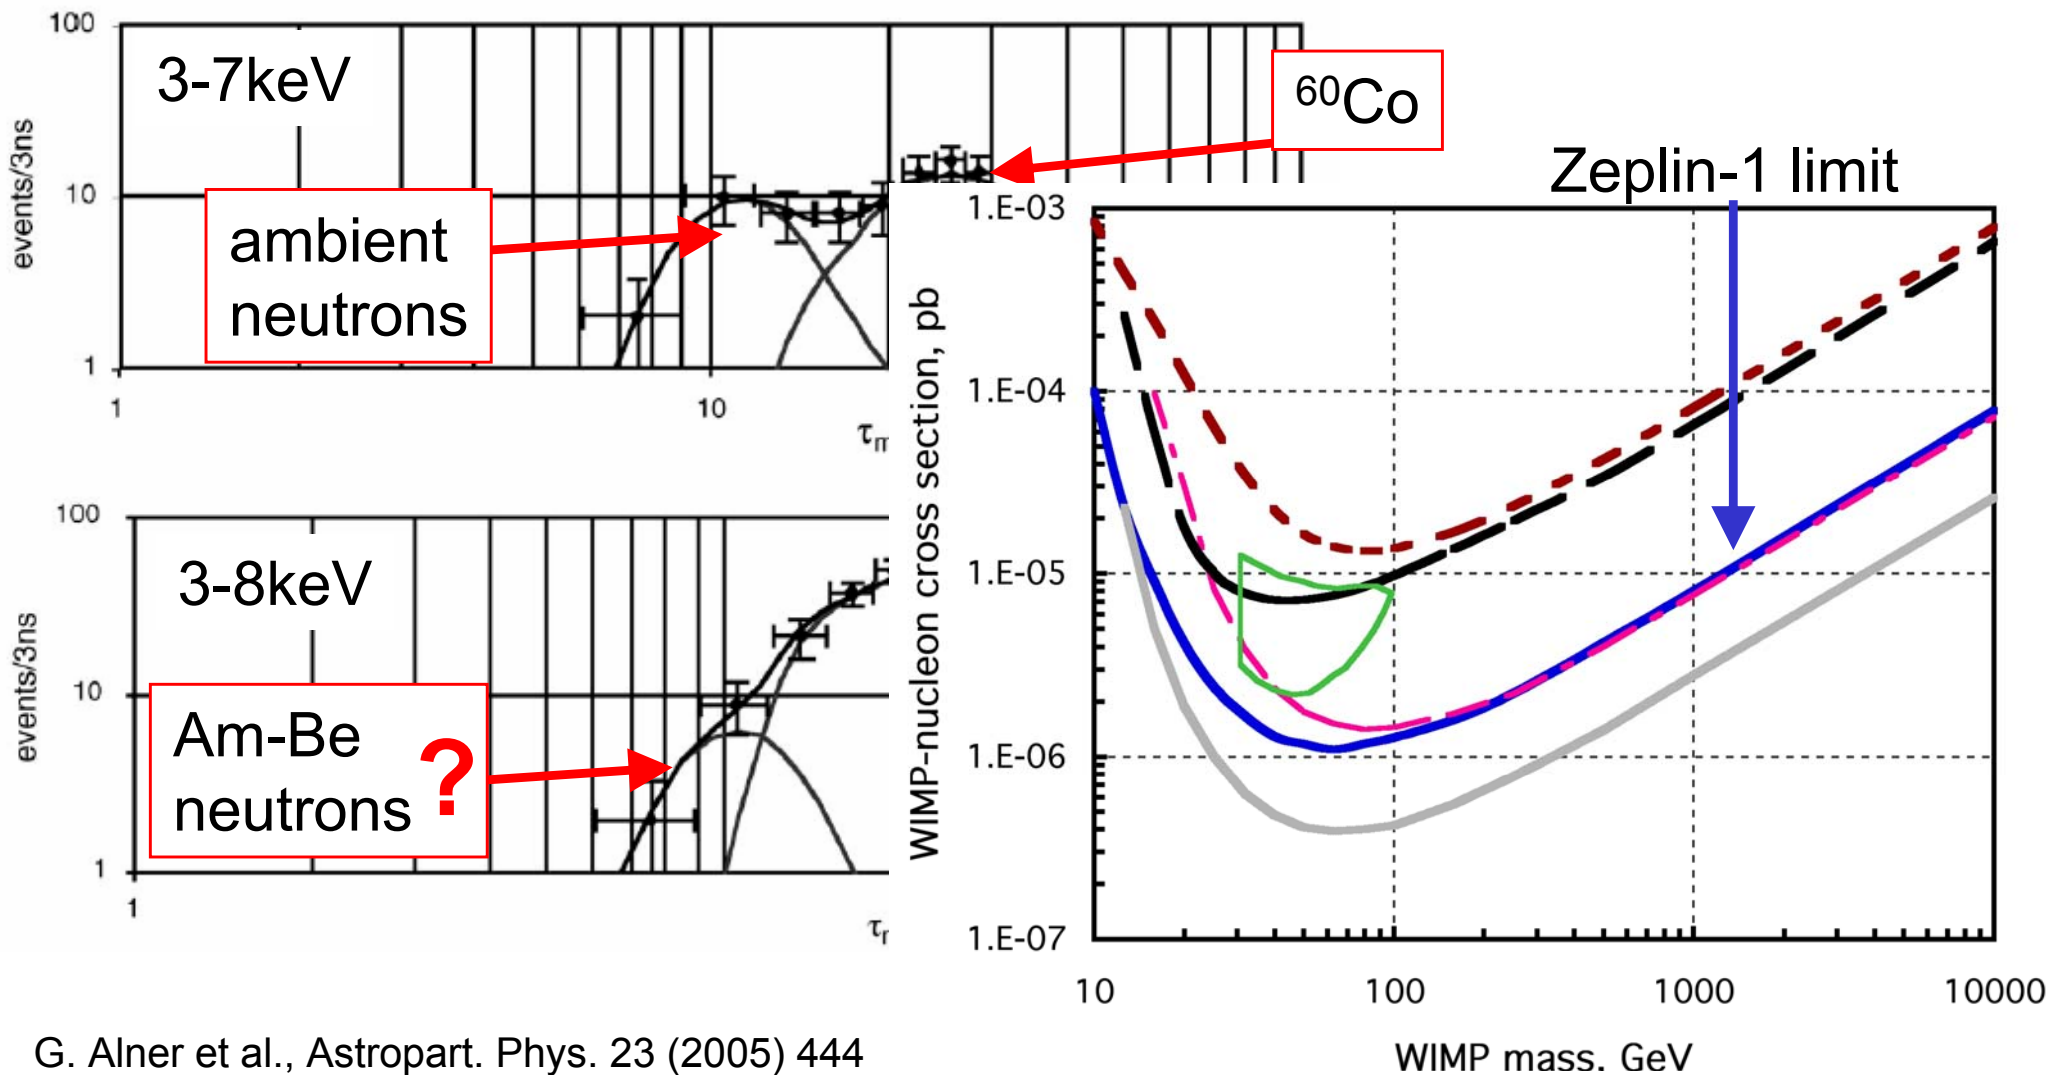 100
3-7keV
⁶⁰Co
events/3ns
10
ambient
neutrons
1
1
10
τm
Zeplin-1 limit
100
3-8keV
events/3ns
10
Am-Be
neutrons ?
1
1
τ
WIMP-nucleon cross section, pb
1.E-03
1.E-04
1.E-05
1.E-06
1.E-07
10
100
1000
10000
WIMP mass, GeV
G. Alner et al., Astropart. Phys. 23 (2005) 444